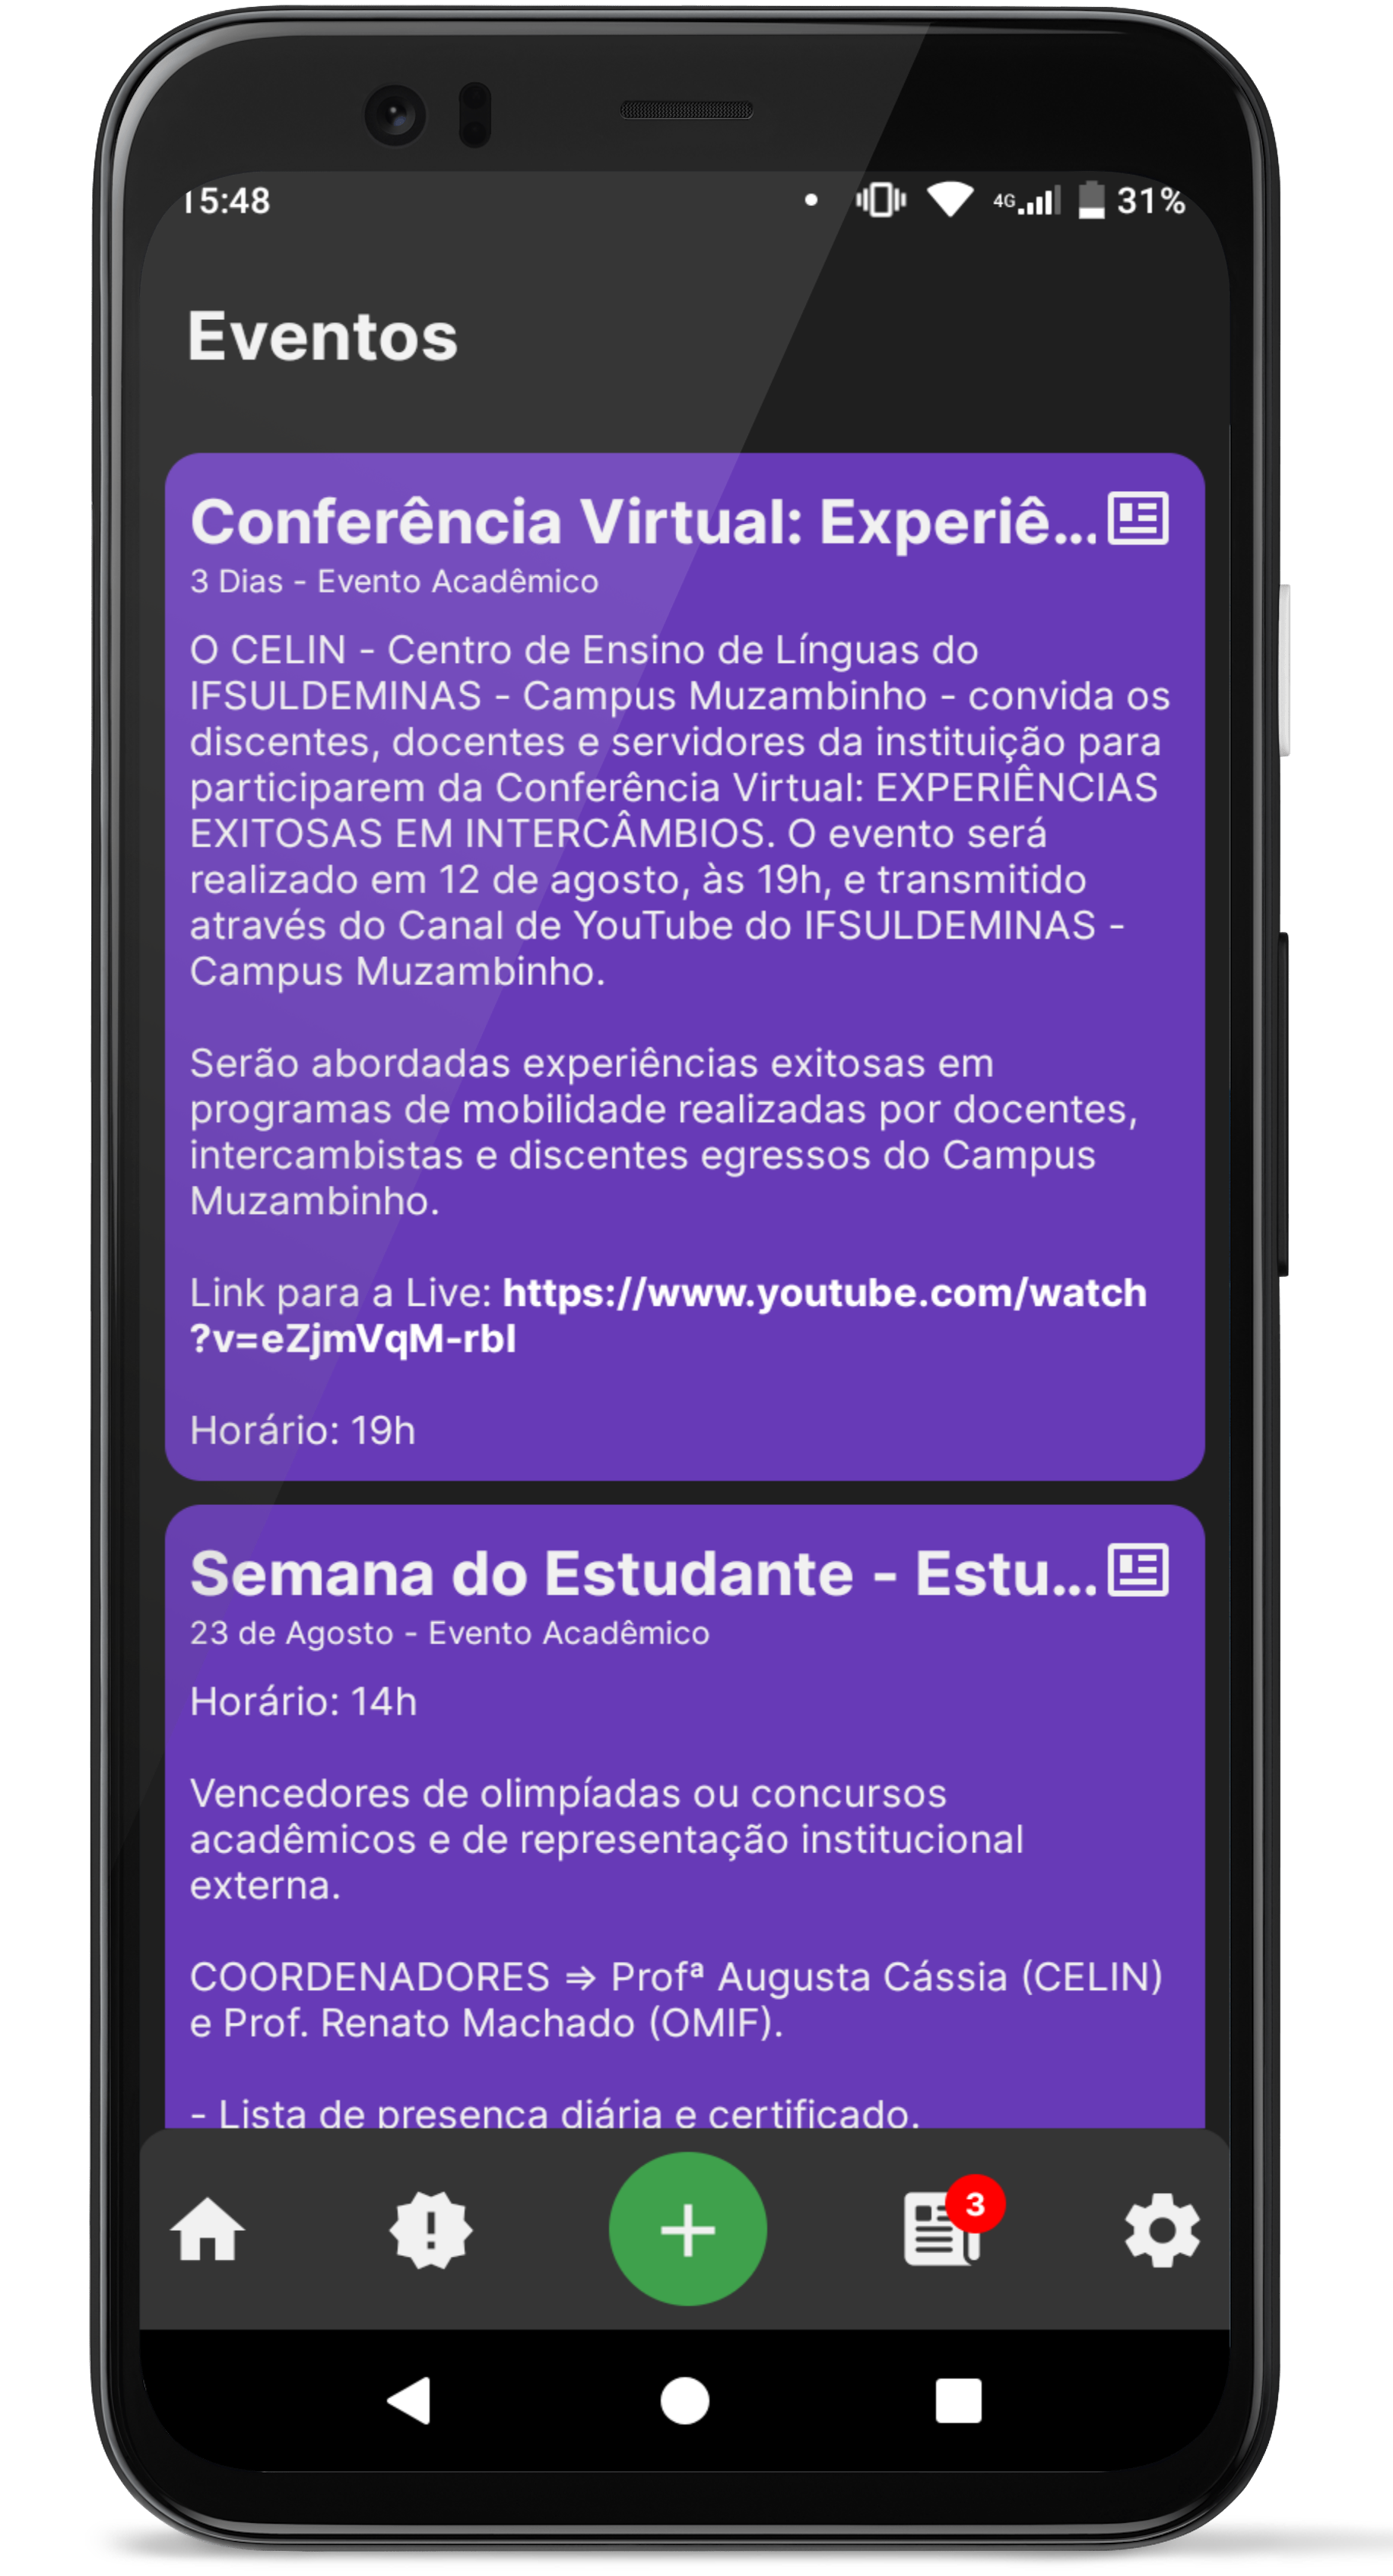 15:48
4G 31%
Eventos
Conferência Virtual: Experiê...
3 Dias - Evento Acadêmico
O CELIN - Centro de Ensino de Línguas do
IFSULDEMINAS - Campus Muzambinho - convida os
discentes, docentes e servidores da instituição para
participarem da Conferência Virtual: EXPERIÊNCIAS
EXITOSAS EM INTERCÂMBIOS. O evento será
realizado em 12 de agosto, às 19h, e transmitido
através do Canal de YouTube do IFSULDEMINAS -
Campus Muzambinho.
Serão abordadas experiências exitosas em
programas de mobilidade realizadas por docentes,
intercambistas e discentes egressos do Campus
Muzambinho.
Link para a Live: https://www.youtube.com/watch
?v=eZjmVqM-rbI
Horário: 19h
Semana do Estudante - Estu...
23 de Agosto - Evento Acadêmico
Horário: 14h
Vencedores de olimpíadas ou concursos
acadêmicos e de representação institucional
externa.
COORDENADORES ⇒ Profª Augusta Cássia (CELIN)
e Prof. Renato Machado (OMIF).
- Lista de presença diária e certificado.
3